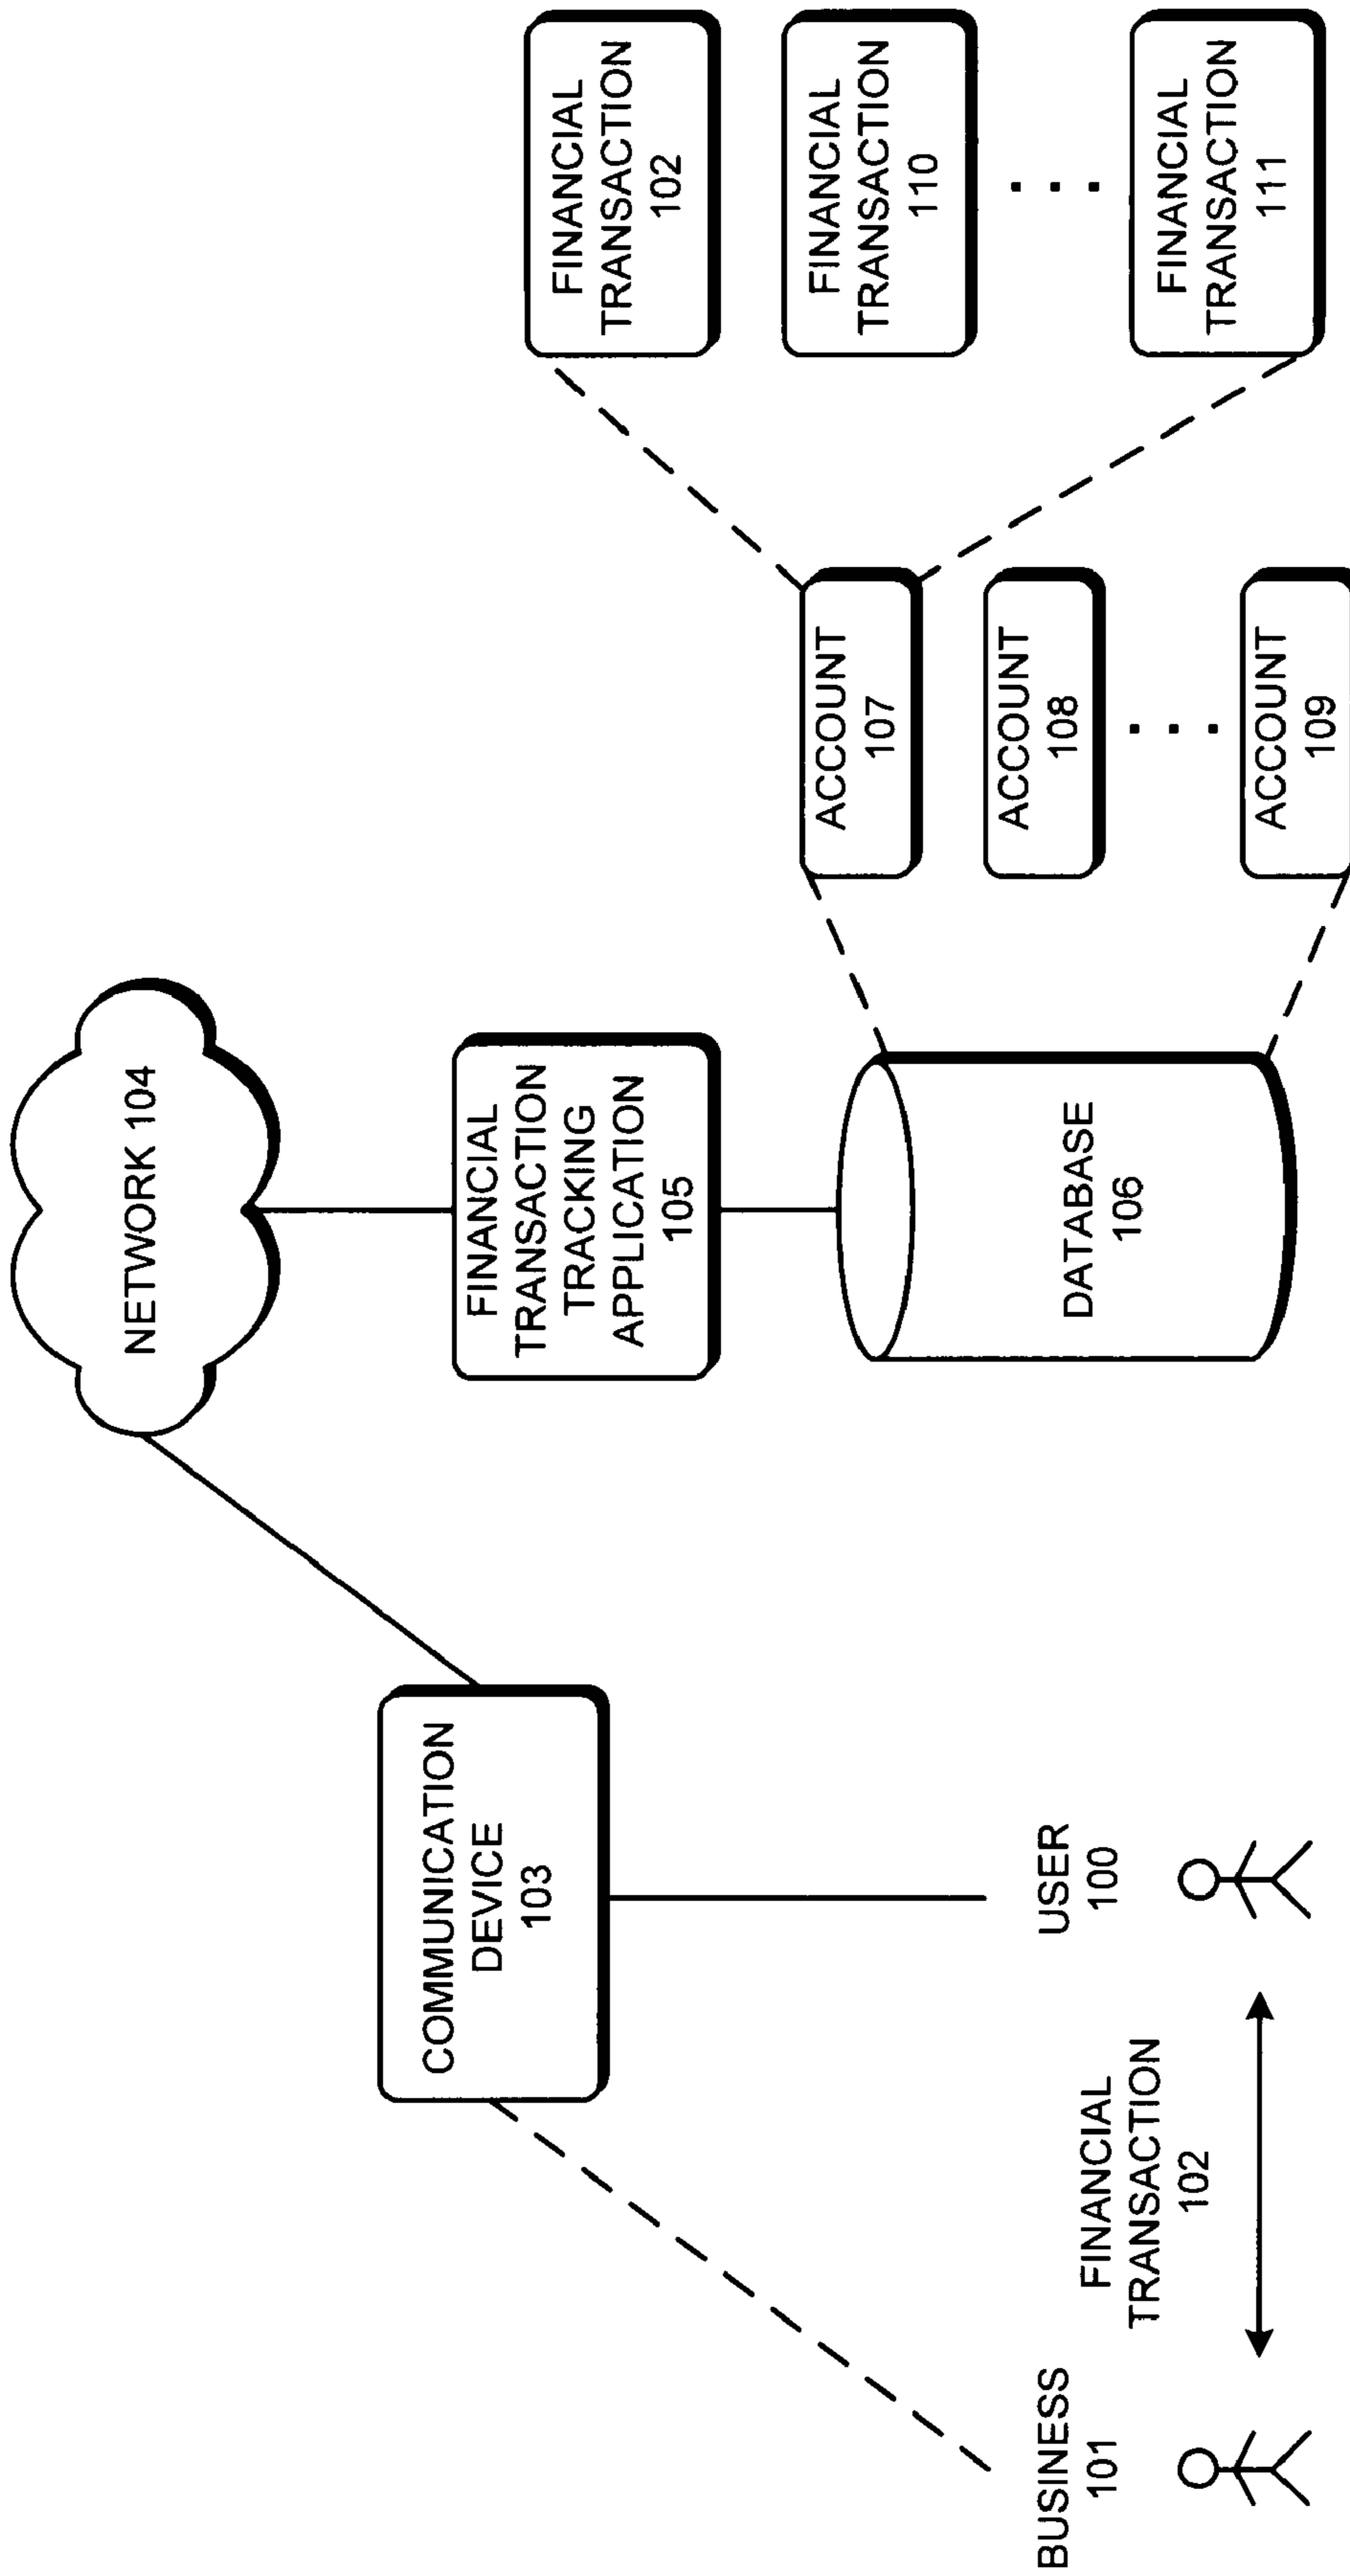 NETWORK 104
COMMUNICATION
DEVICE
103
FINANCIAL
TRANSACTION
TRACKING
APPLICATION
105
BUSINESS
101
FINANCIAL
TRANSACTION
102
USER
100
DATABASE
106
ACCOUNT
107
ACCOUNT
108
. . .
ACCOUNT
109
FINANCIAL
TRANSACTION
102
FINANCIAL
TRANSACTION
110
. . .
FINANCIAL
TRANSACTION
111